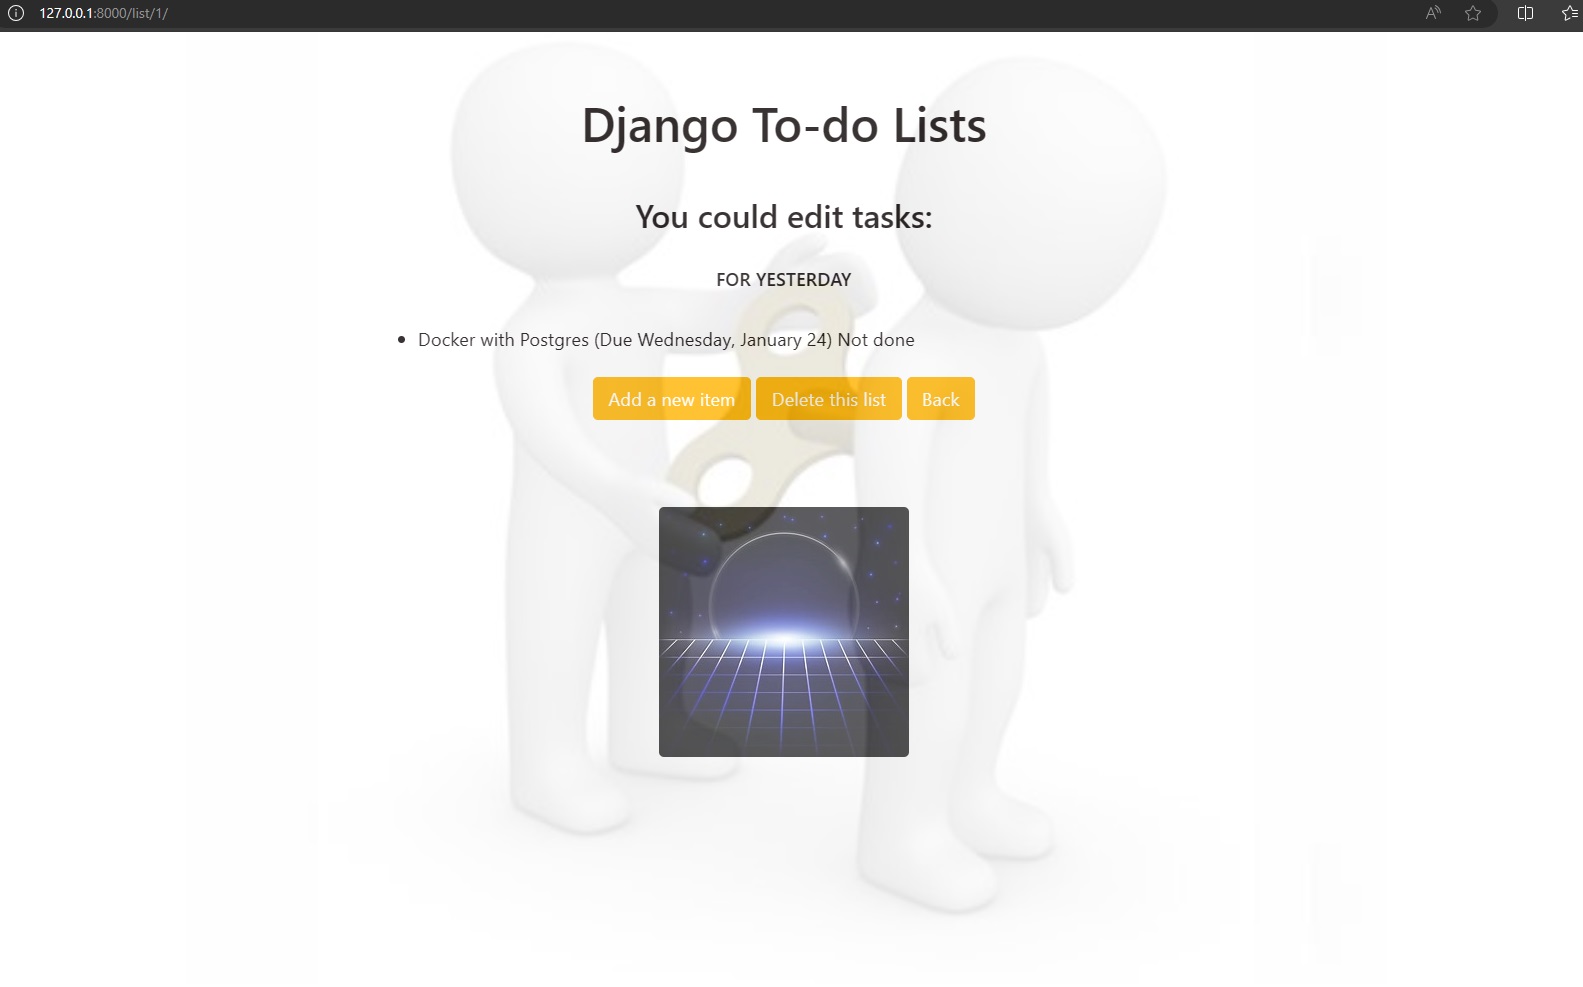 127.0.0.1:8000/list/1/
Django To-do Lists
You could edit tasks:
FOR YESTERDAY
Docker with Postgres (Due Wednesday, January 24) Not done
Add a new item Delete this list Back